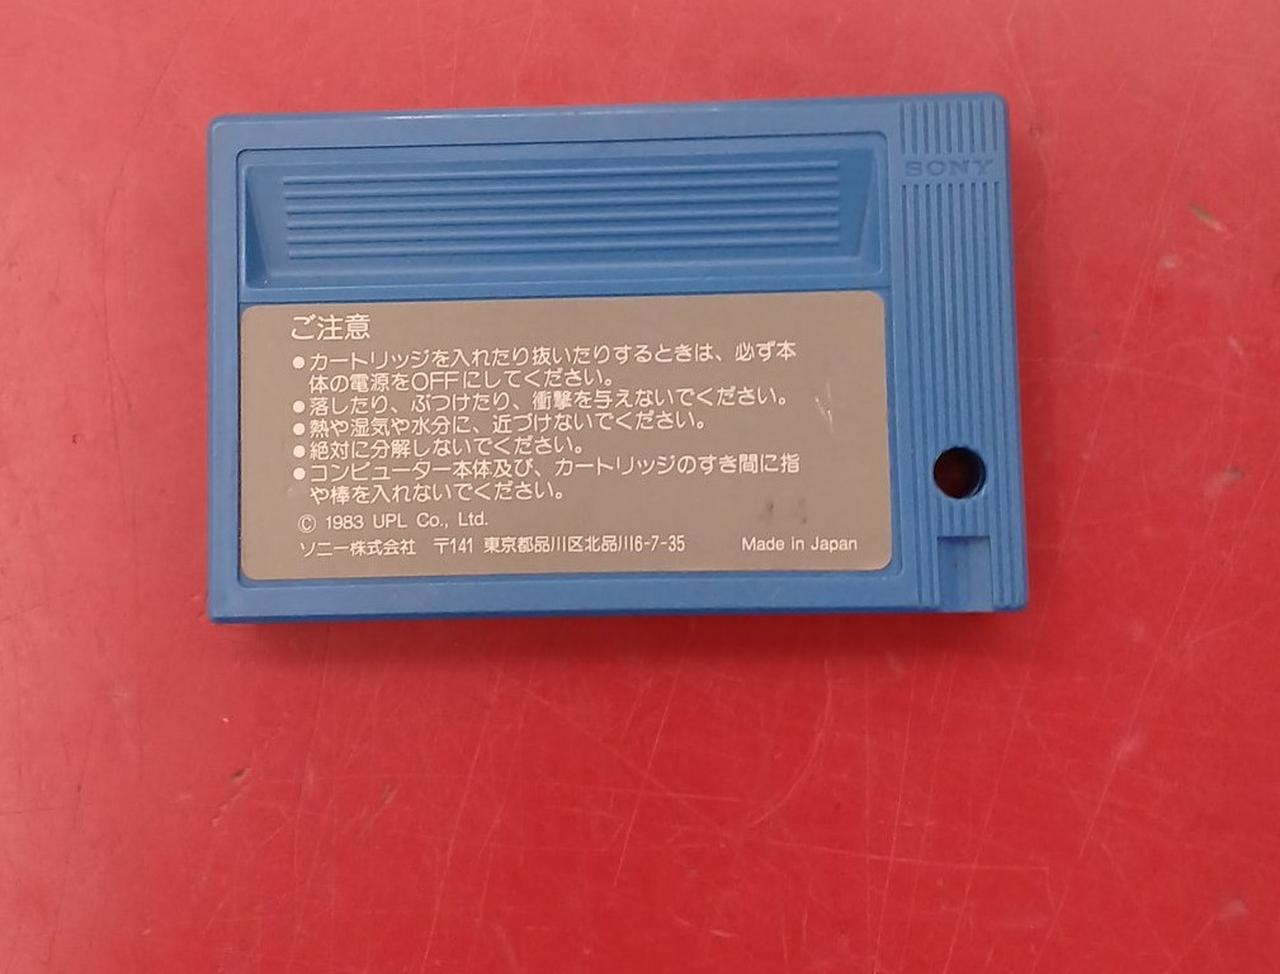 SONY
ご注意
●カートリッジを入れたり抜いたりするときは、必ず本
体の電源をOFFにしてください。
●落したり、ぶつけたり、衝撃を与えないでください。
●熱や湿気や水分に、近づけないでください。
●絶対に分解しないでください。
●コンピューター本体及び、カートリッジのすき間に指
や棒を入れないでください。
© 1983 UPL Co., Ltd.
ソニー株式会社 〒141 東京都品川区北品川6-7-35 Made in Japan